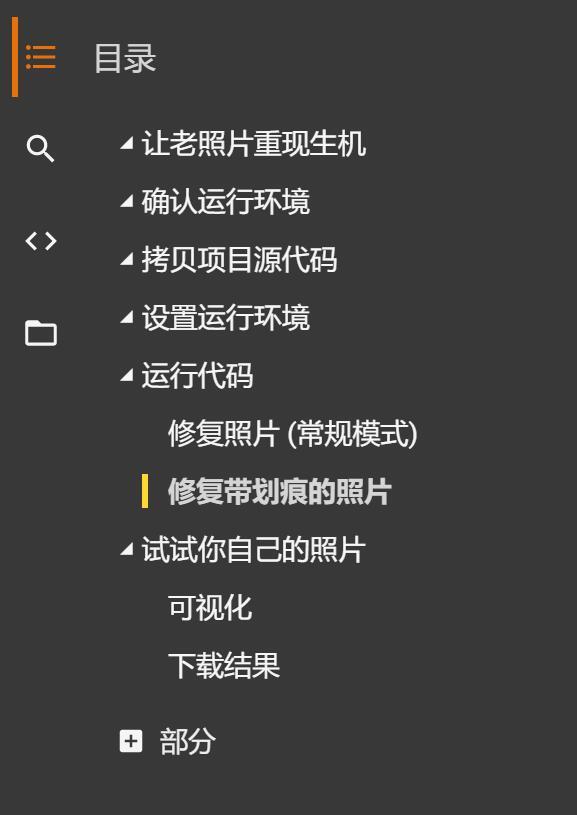 目录
让老照片重现生机
确认运行环境
拷贝项目源代码
设置运行环境
运行代码
修复照片 (常规模式)
修复带划痕的照片
试试你自己的照片
可视化
下载结果
部分